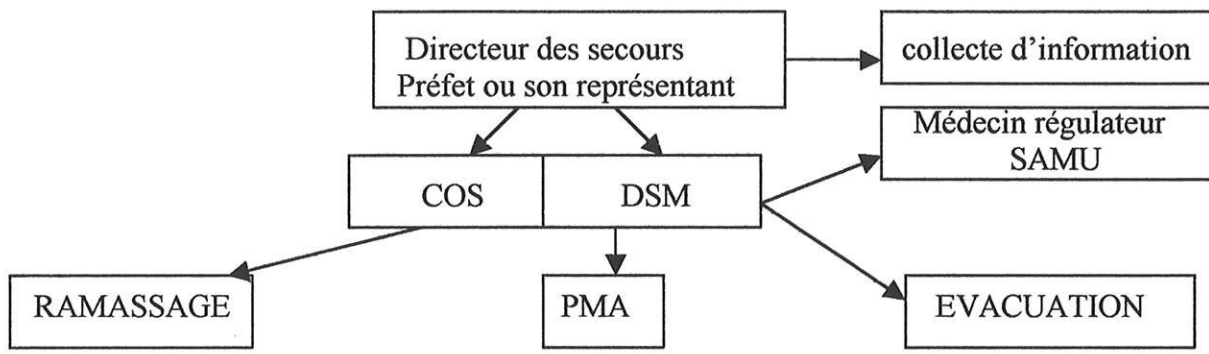 Directeur des secours
Préfet ou son représentant
collecte d'information
Médecin régulateur
SAMU
COS
DSM
RAMASSAGE
PMA
EVACUATION